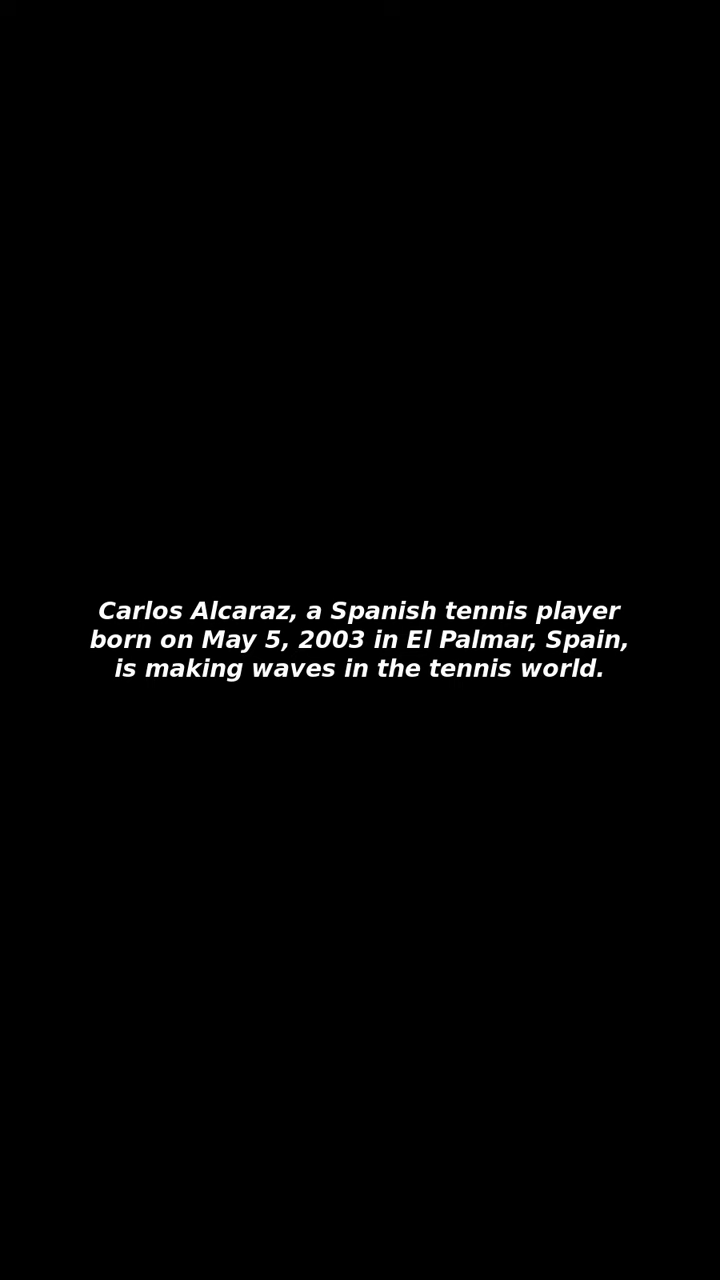 Carlos Alcaraz, a Spanish tennis player
born on May 5, 2003 in El Palmar, Spain,
is making waves in the tennis world.